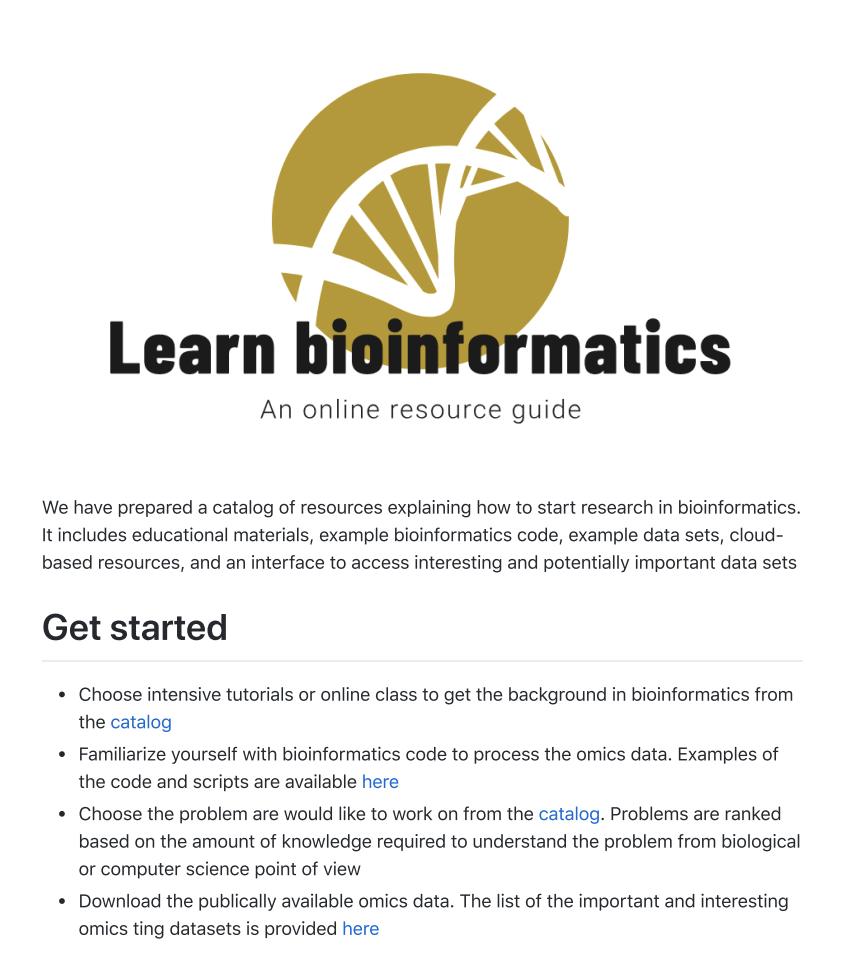 Learn bioinformatics
An online resource guide
We have prepared a catalog of resources explaining how to start research in bioinformatics.
It includes educational materials, example bioinformatics code, example data sets, cloud-
based resources, and an interface to access interesting and potentially important data sets
Get started
• Choose intensive tutorials or online class to get the background in bioinformatics from
the catalog
• Familiarize yourself with bioinformatics code to process the omics data. Examples of
the code and scripts are available here
• Choose the problem are would like to work on from the catalog. Problems are ranked
based on the amount of knowledge required to understand the problem from biological
or computer science point of view
• Download the publically available omics data. The list of the important and interesting
omics ting datasets is provided here